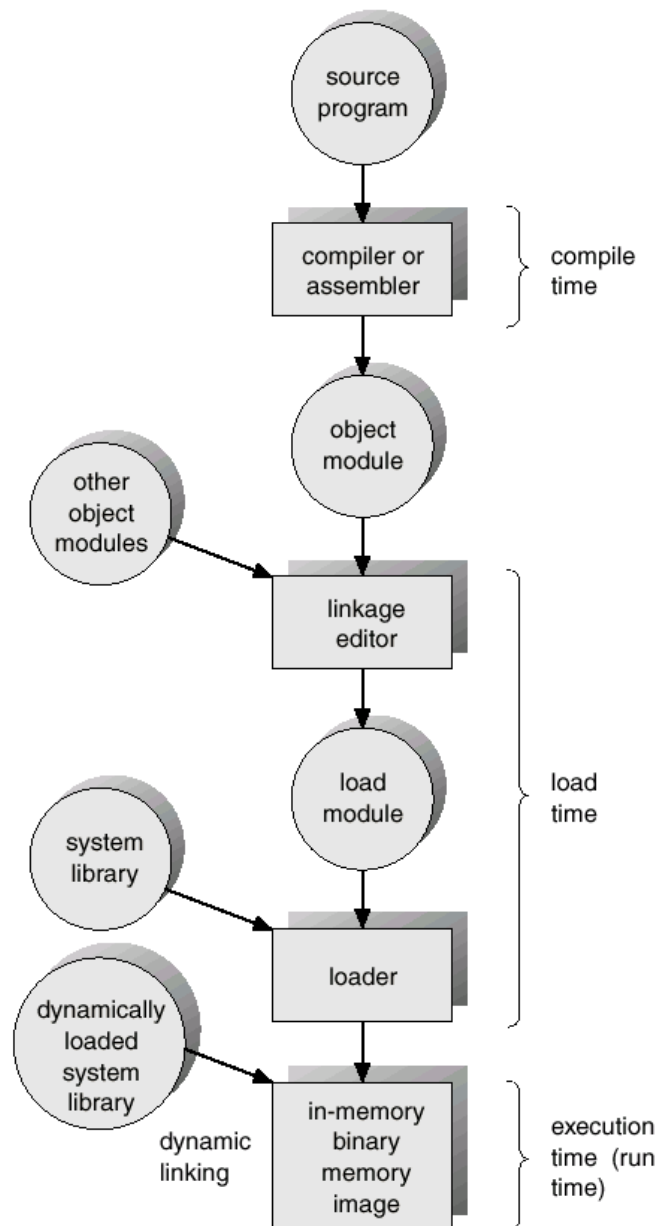 source
program
compiler or
assembler
compile
time
object
module
other
object
modules
linkage
editor
load
module
load
time
system
library
loader
dynamically
loaded
system
library
dynamic
linking
in-memory
binary
memory
image
execution
time (run
time)